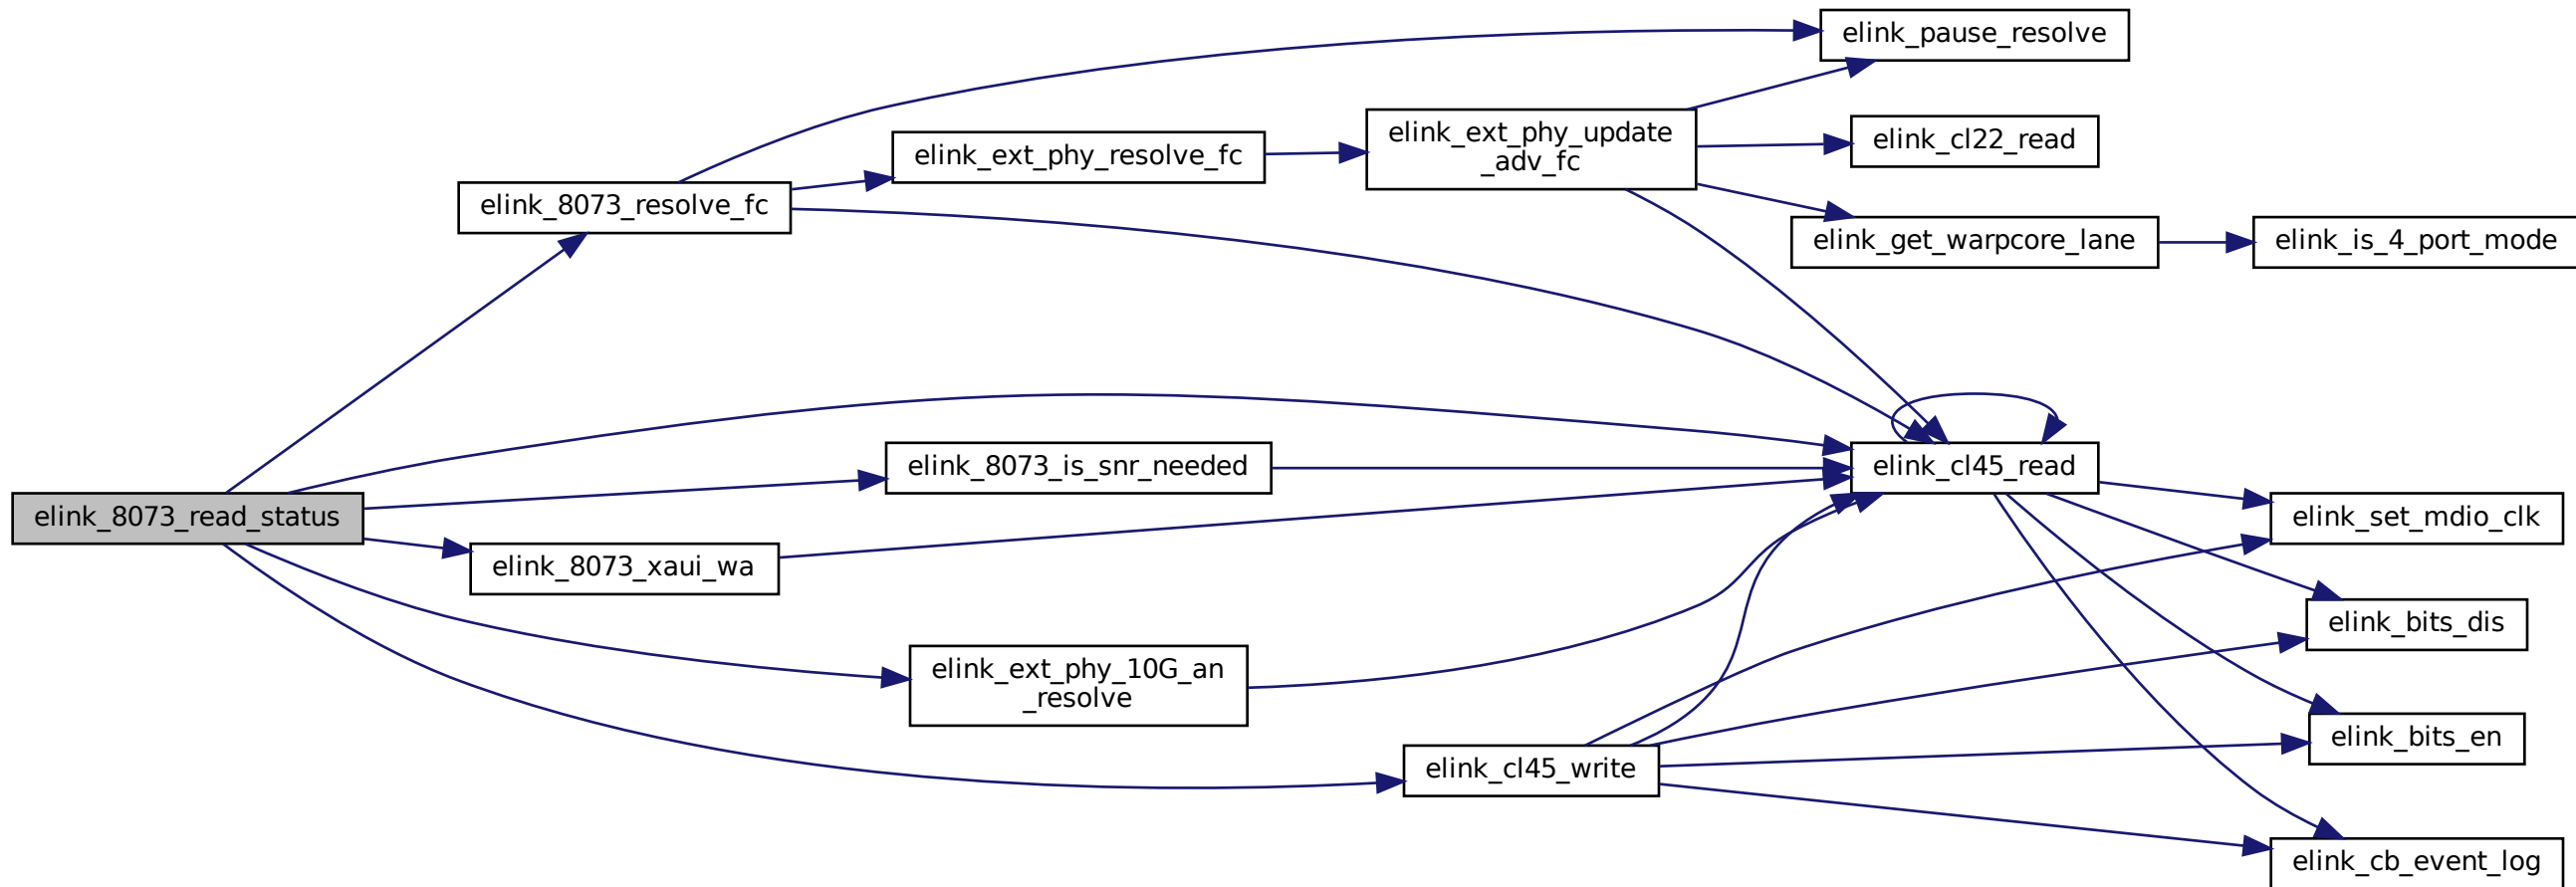 elink_pause_resolve
elink_ext_phy_update
_adv_fc
elink_cl22_read
elink_ext_phy_resolve_fc
elink_8073_resolve_fc
elink_get_warpcore_lane
elink_is_4_port_mode
elink_8073_is_snr_needed
elink_cl45_read
elink_8073_read_status
elink_set_mdio_clk
elink_8073_xaui_wa
elink_bits_dis
elink_ext_phy_10G_an
_resolve
elink_bits_en
elink_cl45_write
elink_cb_event_log